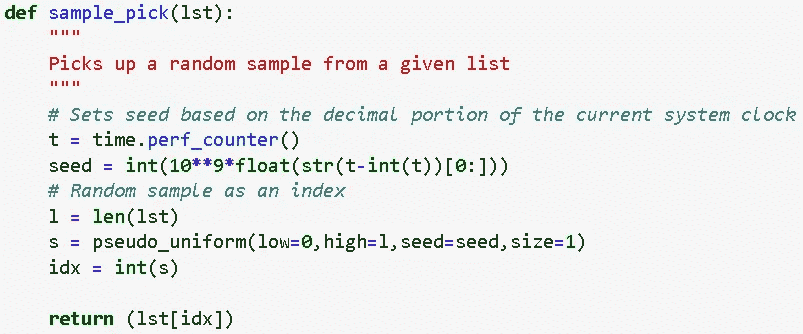 def sample_pick(lst):
    """
    Picks up a random sample from a given list
    """
    # Sets seed based on the decimal portion of the current system clock
    t = time.perf_counter()
    seed = int(10**9*float(str(t-int(t))[0:]))
    # Random sample as an index
    l = len(lst)
    s = pseudo_uniform(low=0,high=l,seed=seed,size=1)
    idx = int(s)
    return (lst[idx])